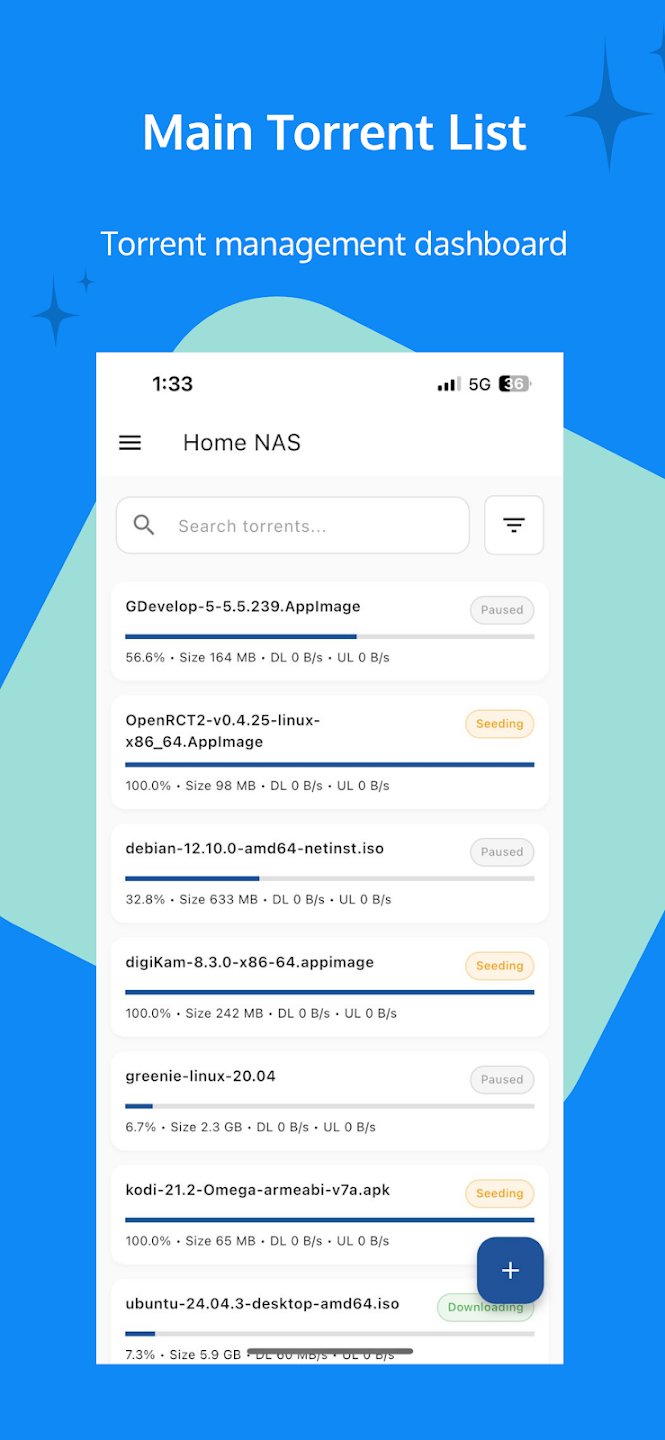 Main Torrent List
Torrent management dashboard
1:33
5G 36
Home NAS
Search torrents...
GDevelop-5-5.5.239.AppImage
Paused
56.6% • Size 164 MB • DL 0 B/s • UL 0 B/s
OpenRCT2-v0.4.25-linux-
x86_64.AppImage
Seeding
100.0% • Size 98 MB • DL 0 B/s • UL 0 B/s
debian-12.10.0-amd64-netinst.iso
Paused
32.8% • Size 633 MB • DL 0 B/s • UL 0 B/s
digiKam-8.3.0-x86-64.appimage
Seeding
100.0% • Size 242 MB • DL 0 B/s • UL 0 B/s
greenie-linux-20.04
Paused
6.7% • Size 2.3 GB • DL 0 B/s • UL 0 B/s
kodi-21.2-Omega-armeabi-v7a.apk
Seeding
100.0% • Size 65 MB • DL 0 B/s • UL 0 B/s
+
ubuntu-24.04.3-desktop-amd64.iso
Downloading
7.3% • Size 5.9 GB • DL 60 MB/s • UL 0 B/s